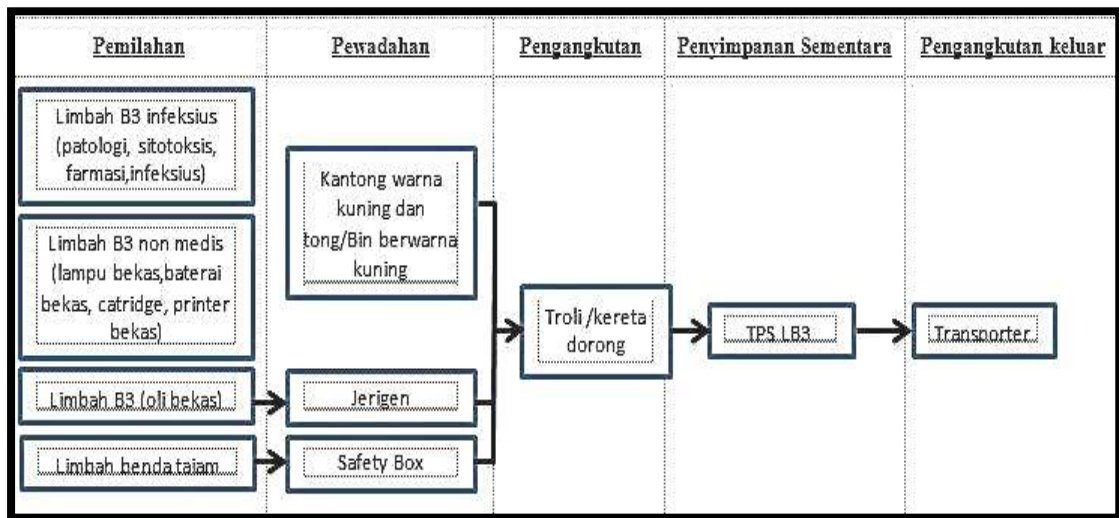 Pemilahan
Pewadahan
Pengangkutan
Penyimpanan Sementara
Pengangkutan keluar
Limbah B3 infeksius
(patologi, sitotoksis,
farmasi,infeksius)
Limbah B3 non medis
(lampu bekas,baterai
bekas, catridge, printer
bekas)
Limbah B3 (oli bekas)
Limbah benda tajam
Kantong warna
kuning dan
tong/Bin berwarna
kuning
Jerigen
Safety Box
Troli /kereta
dorong
TPS LB3
Transporter